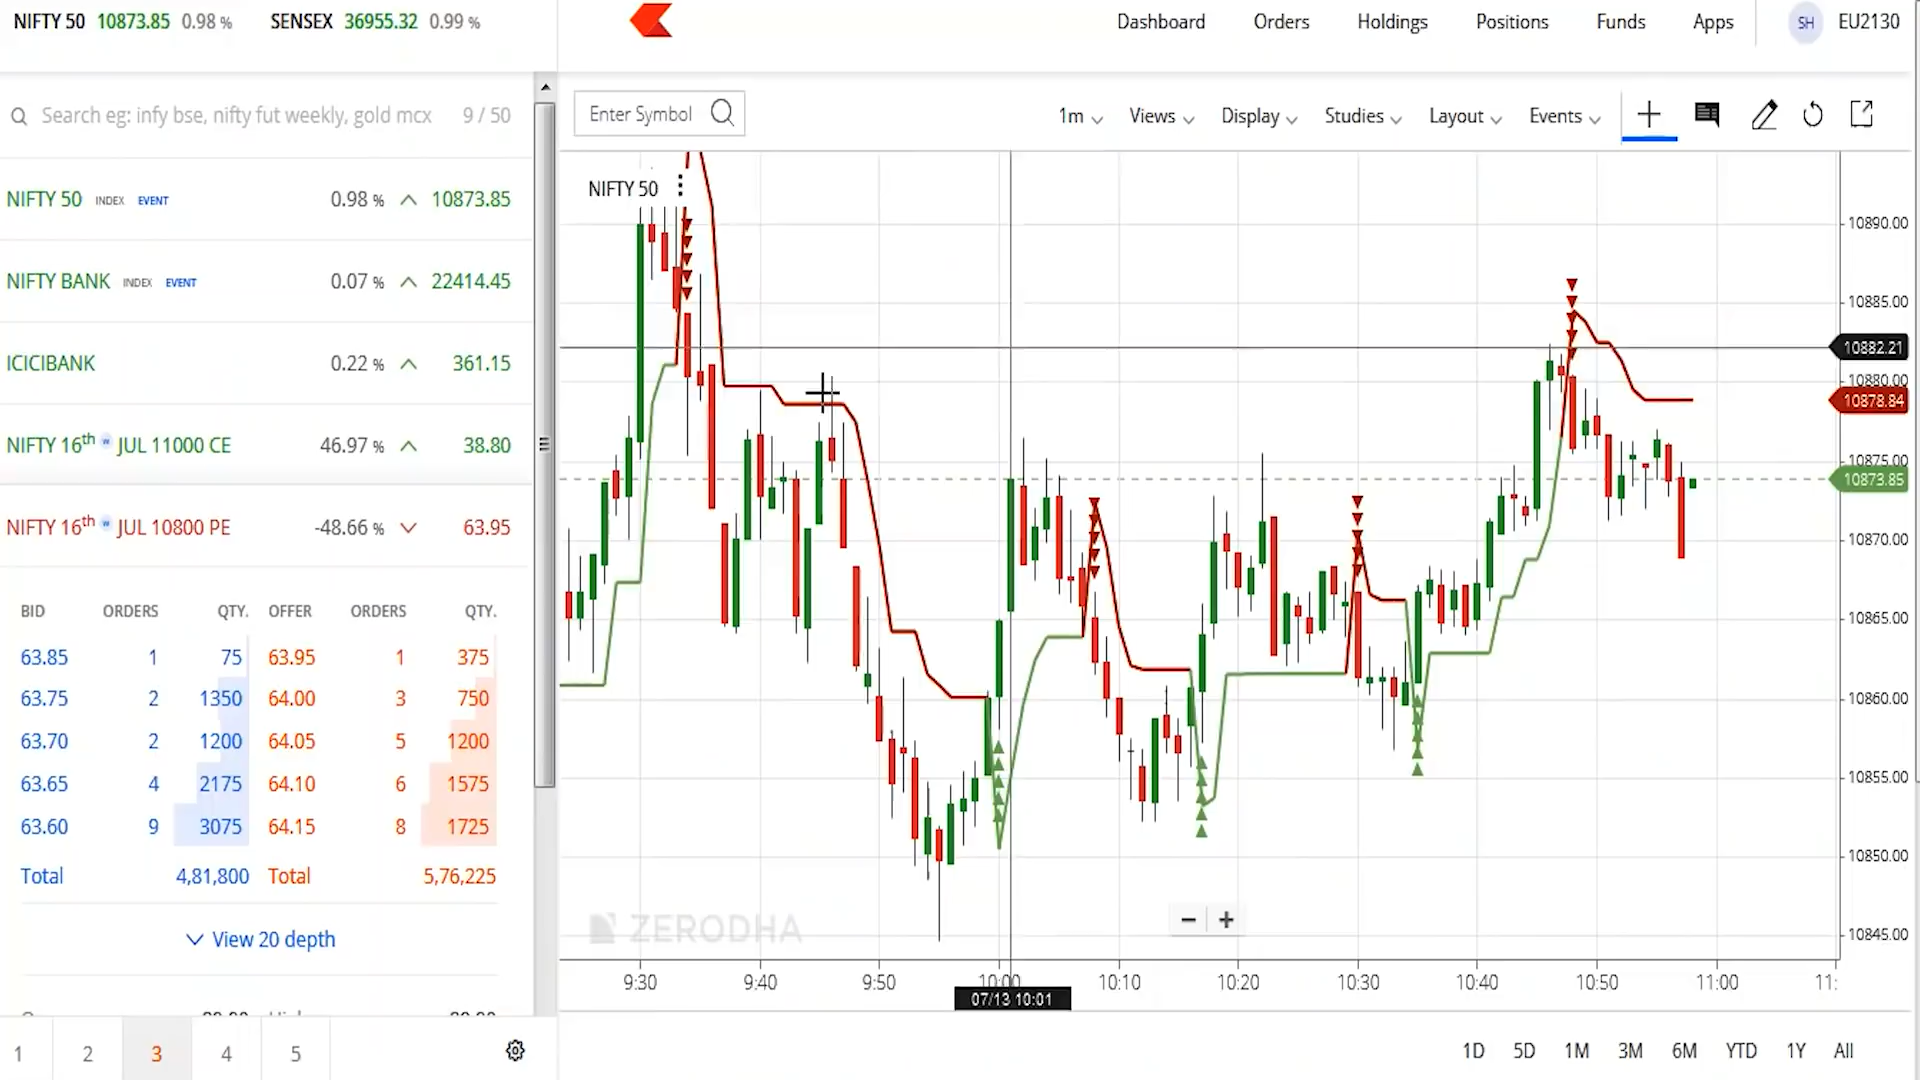 NIFTY 50 10873.85 0.98 % SENSEX 36955.32 0.99 %
Dashboard Orders Holdings Positions Funds Apps SH EU2130
Search eg: infy bse, nifty fut weekly, gold mcx 9 / 50
NIFTY 50 INDEX EVENT 0.98 % 10873.85
NIFTY BANK INDEX EVENT 0.07 % 22414.45
ICICIBANK 0.22 % 361.15
NIFTY 16th w JUL 11000 CE 46.97 % 38.80
NIFTY 16th w JUL 10800 PE -48.66 % 63.95
BID ORDERS QTY. OFFER ORDERS QTY.
63.85 1 75 63.95 1 375
63.75 2 1350 64.00 3 750
63.70 2 1200 64.05 5 1200
63.65 4 2175 64.10 6 1575
63.60 9 3075 64.15 8 1725
Total 4,81,800 Total 5,76,225
View 20 depth
1 2 3 4 5
Enter Symbol 1m Views Display Studies Layout Events
NIFTY 50
10890.00
10885.00
10882.21
10880.00
10878.84
10875.00
10873.85
10870.00
10865.00
10860.00
10855.00
10850.00
10845.00
ZERODHA
9:30 9:40 9:50 10:00 10:10 10:20 10:30 10:40 10:50 11:00 11:
07/13 10:01
1D 5D 1M 3M 6M YTD 1Y All